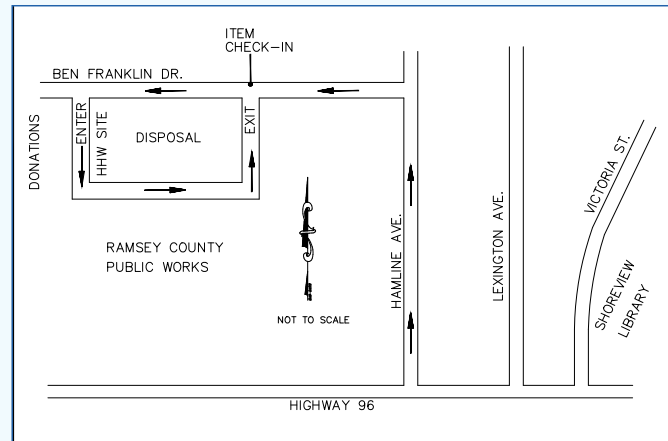 ITEM
CHECK-IN
BEN FRANKLIN DR.
DONATIONS
ENTER
HHW SITE
DISPOSAL
EXIT
RAMSEY COUNTY
PUBLIC WORKS
NOT TO SCALE
HAMLINE AVE.
LEXINGTON AVE.
VICTORIA ST.
SHOREVIEW
LIBRARY
HIGHWAY 96